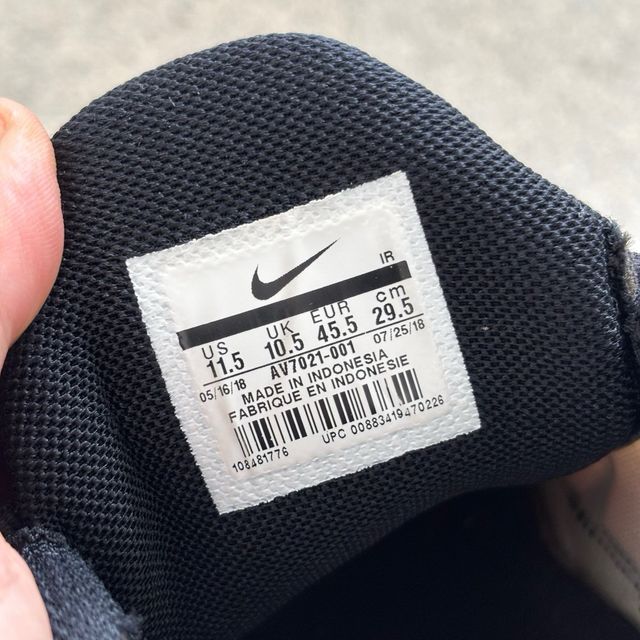 IR
US UK EUR cm
11.5 10.5 45.5 29.5
05/16/18 AV7021-001 07/25/18
MADE IN INDONESIA
FABRIQUE EN INDONESIE
108481776 UPC 00883419470226